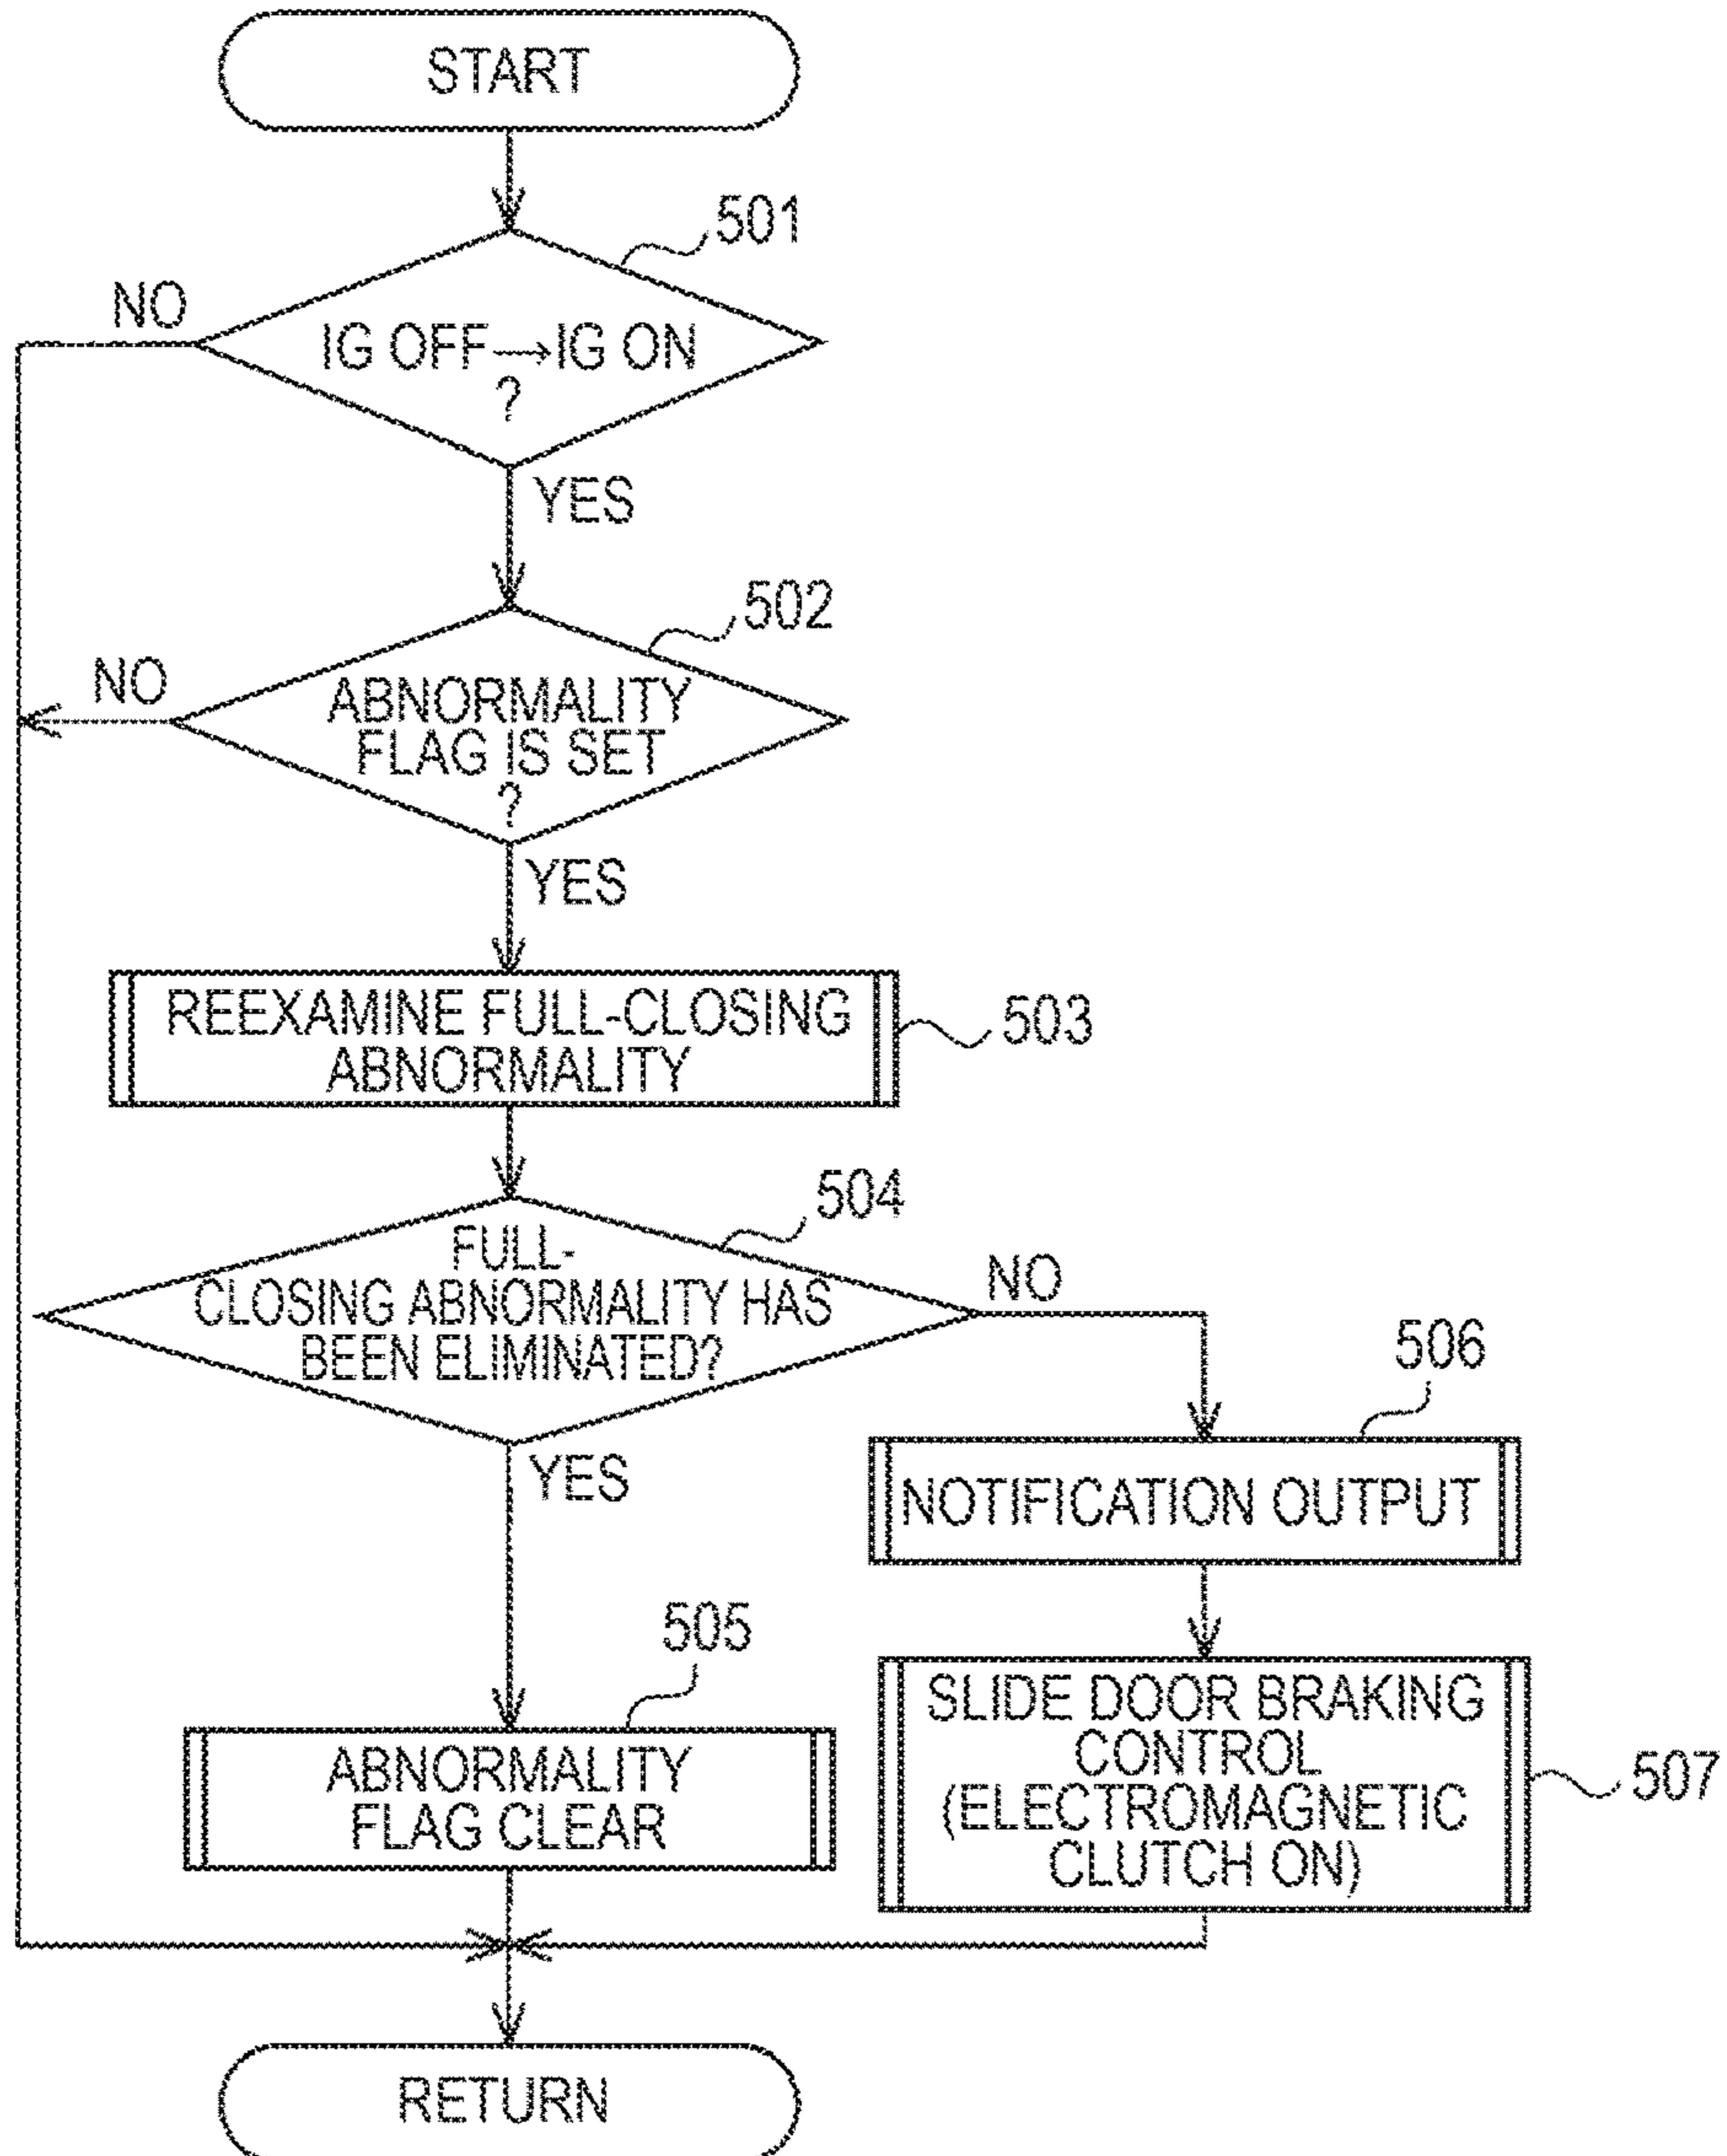 START
501
NO
IG OFF→IG ON
?
YES
502
NO
ABNORMALITY
FLAG IS SET
?
YES
REEXAMINE FULL-CLOSING
ABNORMALITY
503
504
FULL-
CLOSING ABNORMALITY HAS
BEEN ELIMINATED?
NO
YES
506
NOTIFICATION OUTPUT
505
ABNORMALITY
FLAG CLEAR
SLIDE DOOR BRAKING
CONTROL
(ELECTROMAGNETIC
CLUTCH ON)
507
RETURN